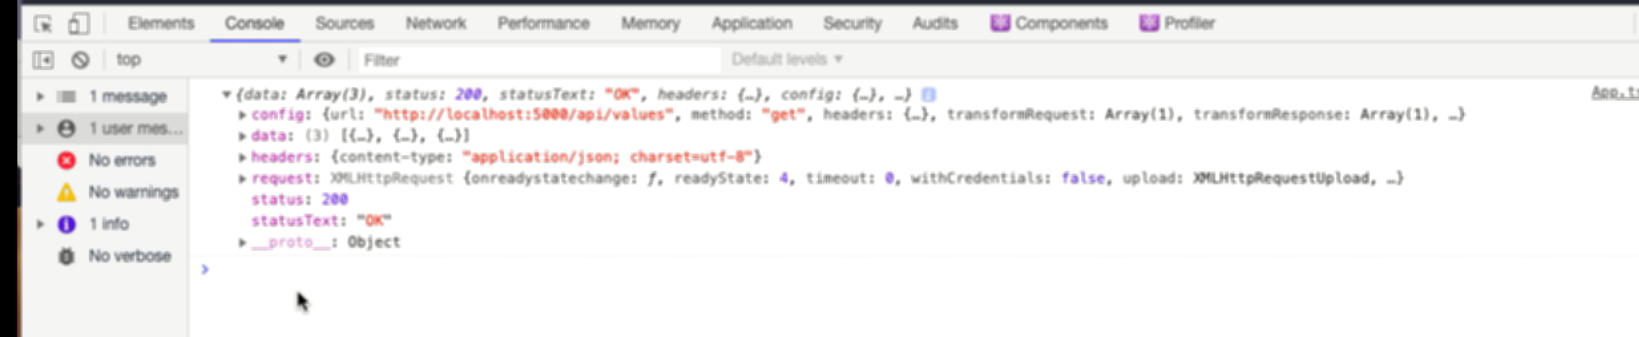 Elements Console Sources Network Performance Memory Application Security Audits Components Profiler
top Filter Default levels
1 message
1 user mes...
No errors
No warnings
1 info
No verbose
{data: Array(3), status: 200, statusText: "OK", headers: {…}, config: {…}, …}
config: {url: "http://localhost:5000/api/values", method: "get", headers: {…}, transformRequest: Array(1), transformResponse: Array(1), …}
data: (3) [{…}, {…}, {…}]
headers: {content-type: "application/json; charset=utf-8"}
request: XMLHttpRequest {onreadystatechange: ƒ, readyState: 4, timeout: 0, withCredentials: false, upload: XMLHttpRequestUpload, …}
status: 200
statusText: "OK"
__proto__: Object